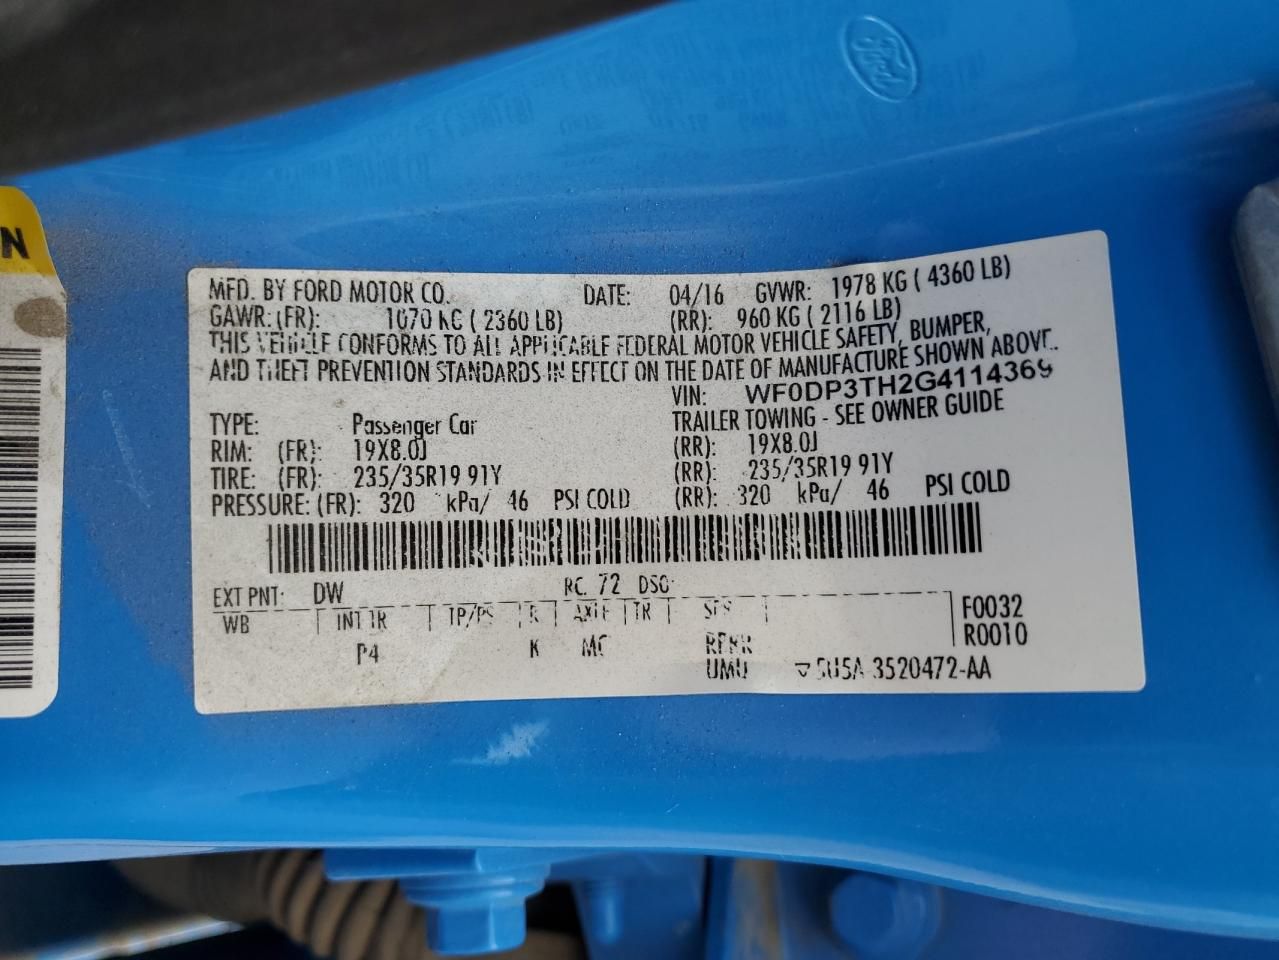 Ford
N
MFD. BY FORD MOTOR CO. DATE: 04/16 GVWR: 1978 KG ( 4360 LB)
GAWR: (FR): 1070 KG ( 2360 LB) (RR): 960 KG ( 2116 LB)
THIS VEHICLE CONFORMS TO ALL APPLICABLE FEDERAL MOTOR VEHICLE SAFETY, BUMPER,
AND THEFT PREVENTION STANDARDS IN EFFECT ON THE DATE OF MANUFACTURE SHOWN ABOVE.
VIN: WF0DP3TH2G4114369
TYPE: Passenger Car TRAILER TOWING - SEE OWNER GUIDE
RIM: (FR): 19X8.0J (RR): 19X8.0J
TIRE: (FR): 235/35R19 91Y (RR): 235/35R19 91Y
PRESSURE: (FR): 320 kPa/ 46 PSI COLD (RR): 320 kPa/ 46 PSI COLD
EXT PNT: DW RC: 72 DSO:
WB INT TR TP/PS R AXLE TR SPR F0032
P4 K MC RERR R0010
UMU 5U5A-3520472-AA